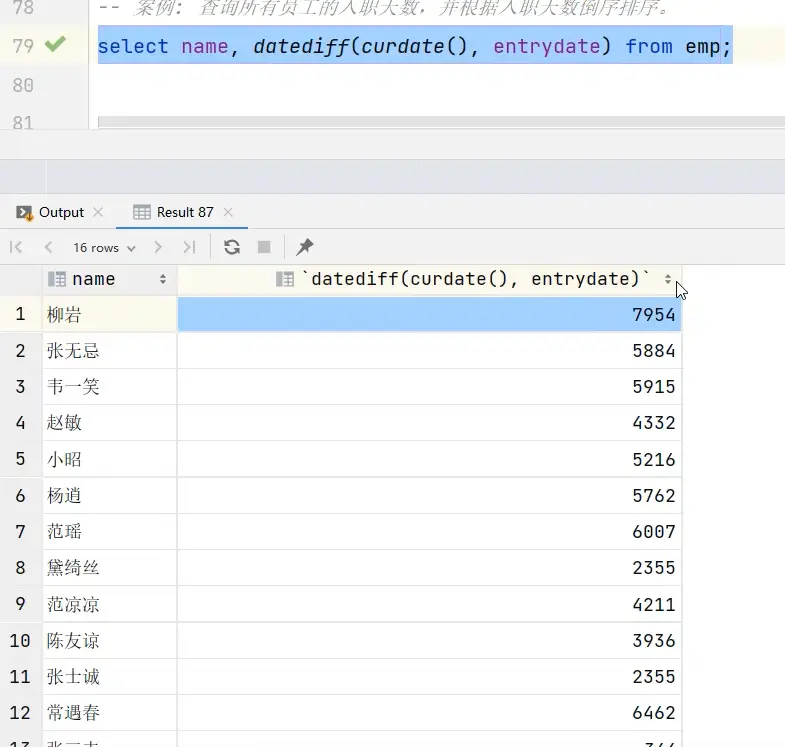 78 -- 案例: 查询所有员工的入职天数, 并根据入职天数倒序排序。
79 select name, datediff(curdate(), entrydate) from emp;
80
81
Output Result 87
16 rows
name `datediff(curdate(), entrydate)`
1 柳岩 7954
2 张无忌 5884
3 韦一笑 5915
4 赵敏 4332
5 小昭 5216
6 杨逍 5762
7 范瑶 6007
8 黛绮丝 2355
9 范凉凉 4211
10 陈友谅 3936
11 张士诚 2355
12 常遇春 6462